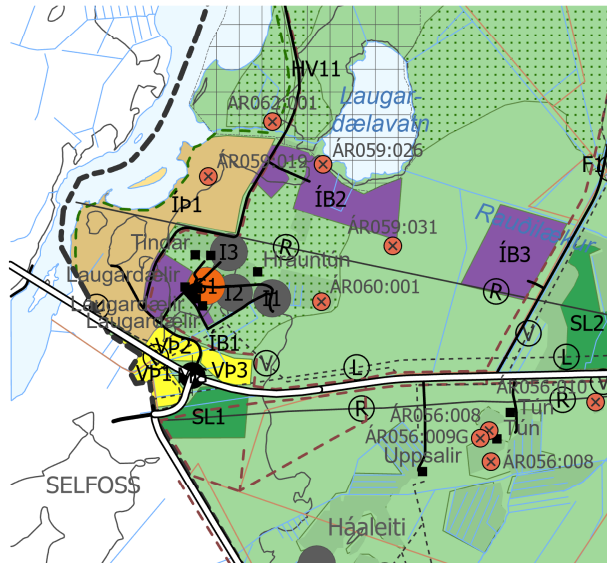 HV11
ÁR062:001
Laugar-
dælavatn
ÁR059:019
ÁR059:026
F1
ÍÞ1
ÍB2
ÁR059:031
Rauðilækur
Tindar
I3
R
Hrauntún
ÍB3
Laugardælir
S1
I2
I1
ÁR060:001
R
Laugardælir
Laugardælir
ÍB1
V
SL2
VÞ2
VÞ1
VÞ3
V
L
L
ÁR056:010
V
SL1
R
ÁR056:008
Tún
R
ÁR056:009G
Tún
Uppsalir
ÁR056:008
SELFOSS
Háaleiti